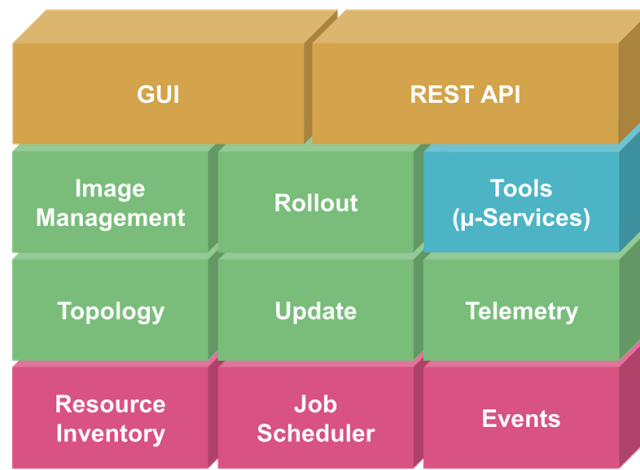 GUI
REST API
Image
Management
Rollout
Tools
(µ-Services)
Topology
Update
Telemetry
Resource
Inventory
Job
Scheduler
Events